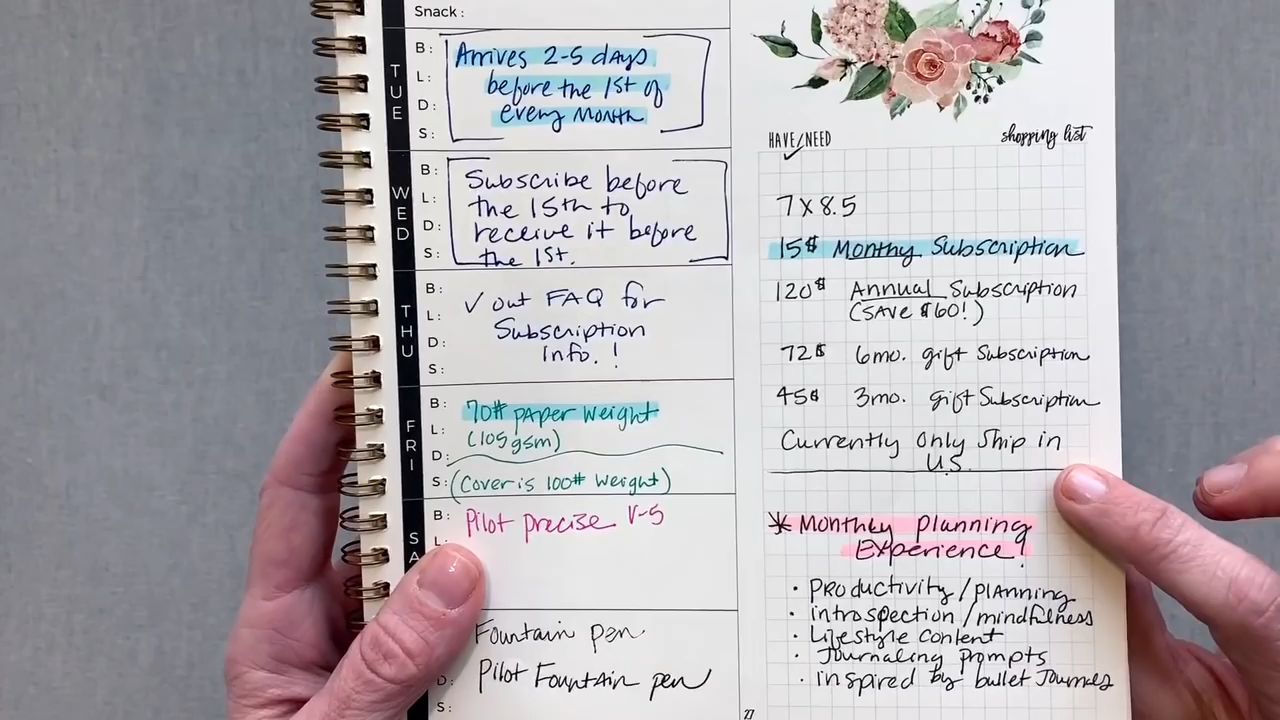 Snack :
TUE
B :
L :
D :
S :
Arrives 2-5 days
before the 1st of
every Month
WED
B :
L :
D :
S :
Subscribe before
the 15th to
receive it before
the 1st.
THU
B :
L :
D :
S :
✓ out FAQ for
Subscription
info. !
FRI
B :
L :
D :
S :
70# paper weight
(105gsm)
(Cover is 100# weight)
SA
B :
L :
Pilot Precise V-5
Fountain pen
Pilot Fountain pen
D :
S :
HAVE/NEED
shopping list
7 X 8.5
15$ Monthy Subscription
120$ Annual Subscription
(SAVE $60!)
72$ 6mo. gift Subscription
45$ 3mo. gift Subscription
Currently Only Ship in
U.S.
* Monthly planning
Experience!
• Productivity/planning
• introspection/mindfulness
• Lifestyle Content
• Journaling prompts
• inspired by bullet Journals
27